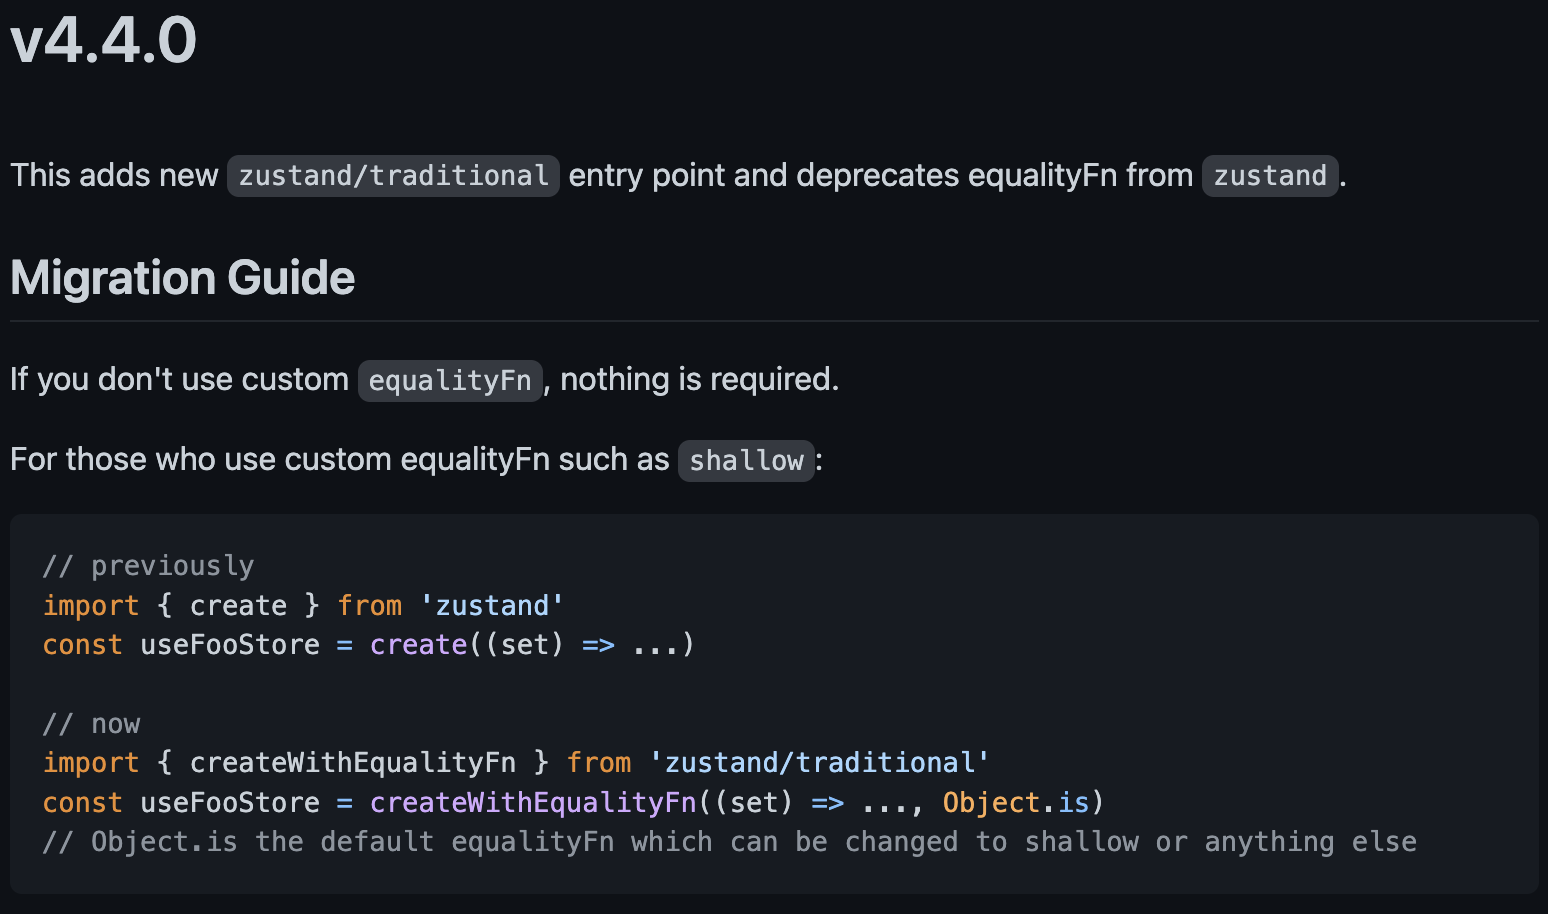 v4.4.0
This adds new zustand/traditional entry point and deprecates equalityFn from zustand.
Migration Guide
If you don't use custom equalityFn, nothing is required.
For those who use custom equalityFn such as shallow:
// previously
import { create } from 'zustand'
const useFooStore = create((set) => ...)
// now
import { createWithEqualityFn } from 'zustand/traditional'
const useFooStore = createWithEqualityFn((set) => ..., Object.is)
// Object.is the default equalityFn which can be changed to shallow or anything else